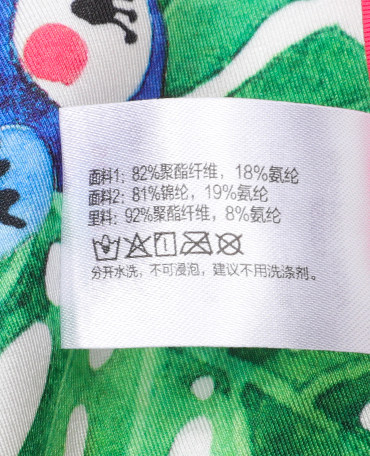 面料1：82%聚酯纤维，18%氨纶
面料2：81%锦纶，19%氨纶
里料：92%聚酯纤维，8%氨纶
分开水洗，不可浸泡，建议不用洗涤剂。